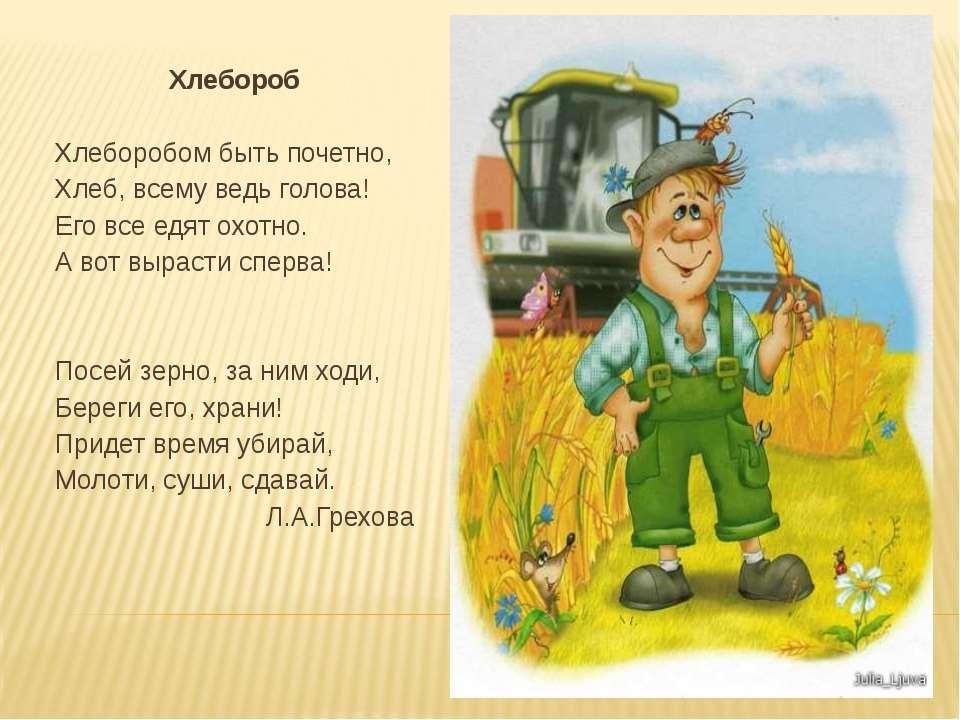 Хлебороб
Хлеборобом быть почетно,
Хлеб, всему ведь голова!
Его все едят охотно.
А вот вырасти сперва!
Посей зерно, за ним ходи,
Береги его, храни!
Придет время убирай,
Молоти, суши, сдавай.
Л.А.Грехова
Julia_Ljuva